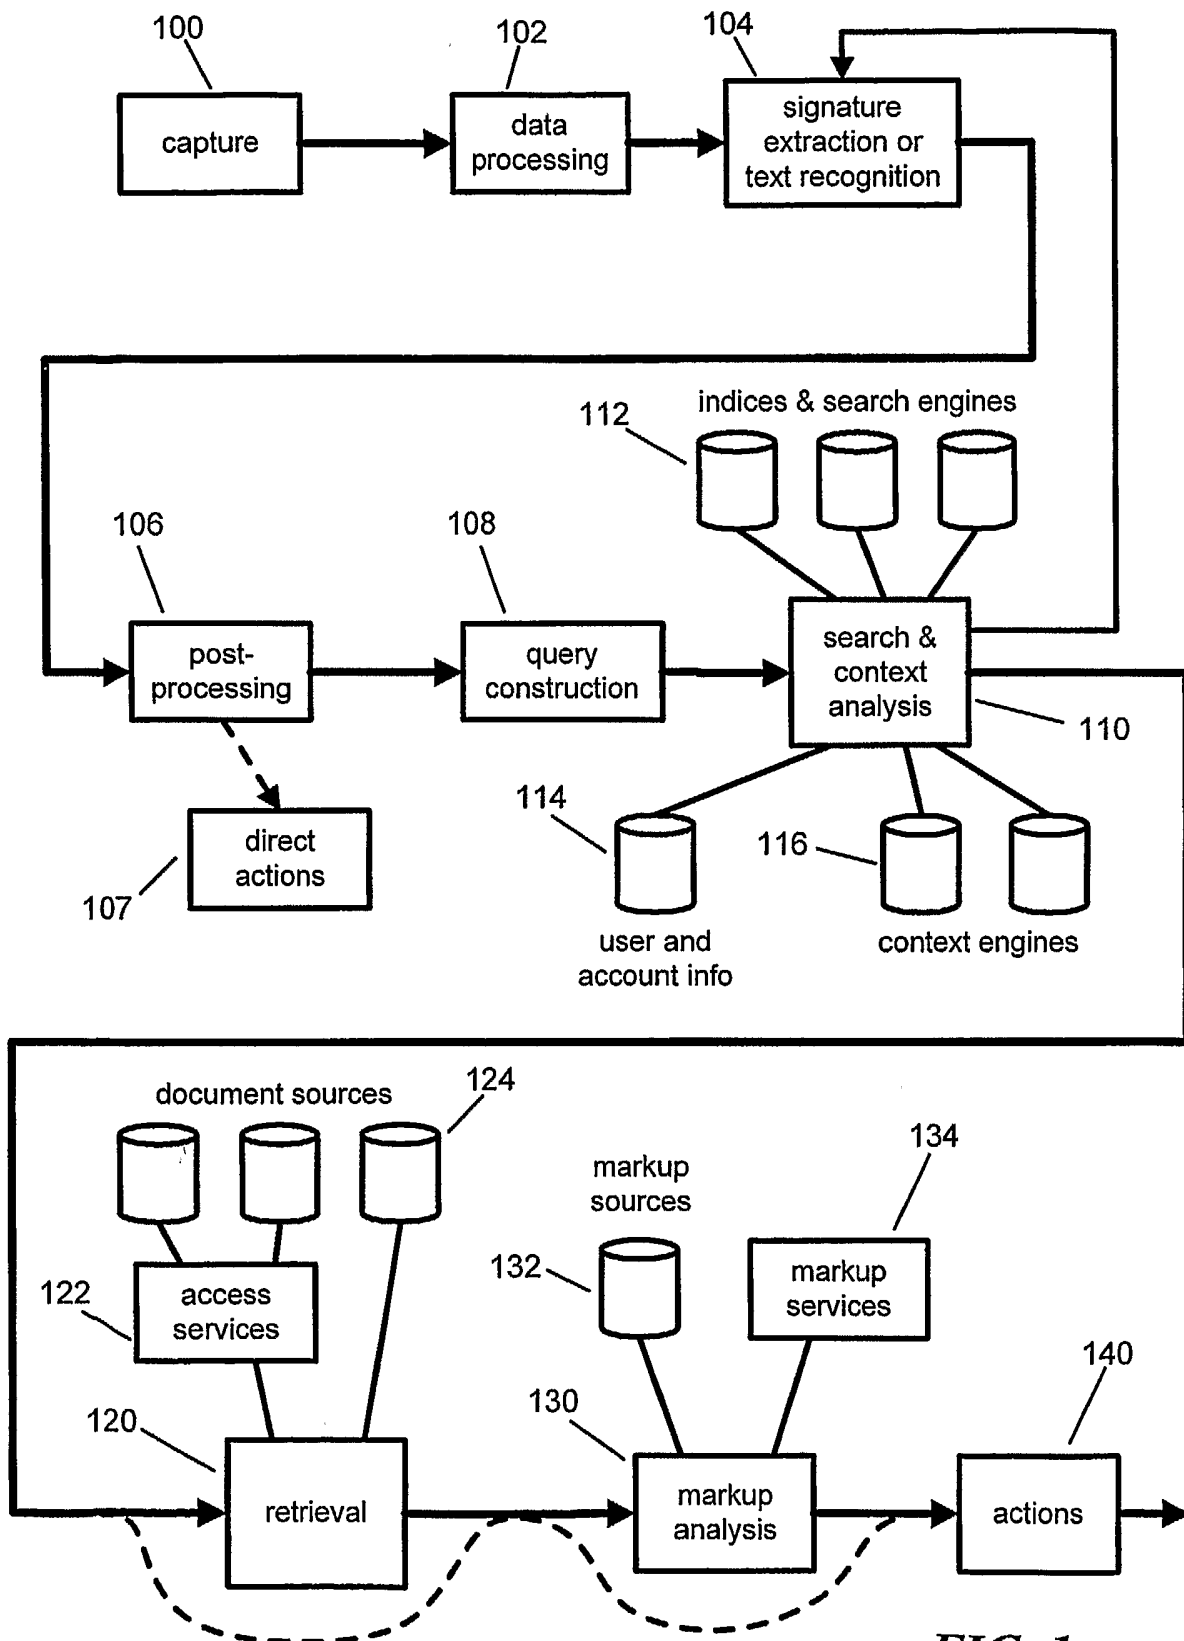 100
102
104
capture
data
processing
signature
extraction or
text recognition
indices & search engines
112
106
108
post-
processing
query
construction
search &
context
analysis
110
114
116
direct
actions
107
user and
account info
context engines
document sources
124
134
markup
sources
132
markup
services
122
access
services
140
120
130
retrieval
markup
analysis
actions
FIG. 1